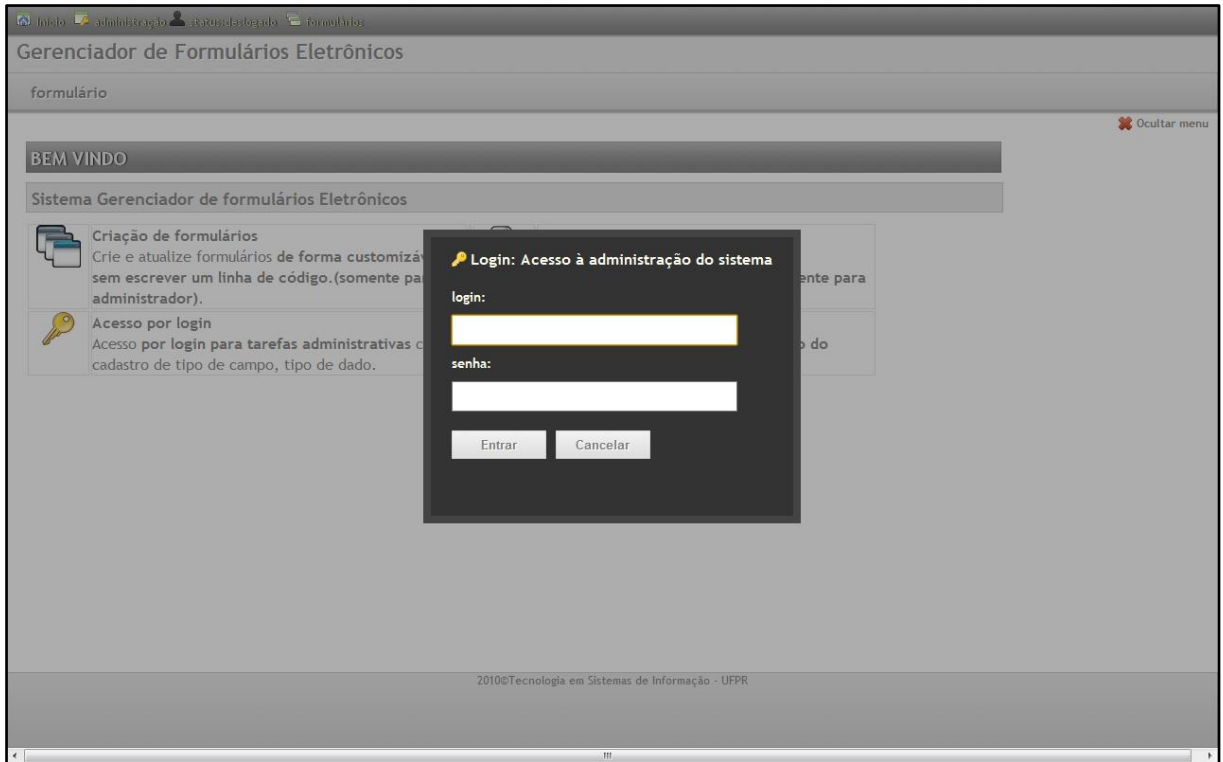 Início administração status:deslogado formulários
Gerenciador de Formulários Eletrônicos
formulário
Ocultar menu
BEM VINDO
Sistema Gerenciador de formulários Eletrônicos
Criação de formulários
Crie e atualize formulários de forma customizáv
sem escrever um linha de código.(somente pa
administrador).
ente para
Acesso por login
Acesso por login para tarefas administrativas c
cadastro de tipo de campo, tipo de dado.
o do
Login: Acesso à administração do sistema
login:
senha:
Entrar Cancelar
2010©Tecnologia em Sistemas de Informação - UFPR